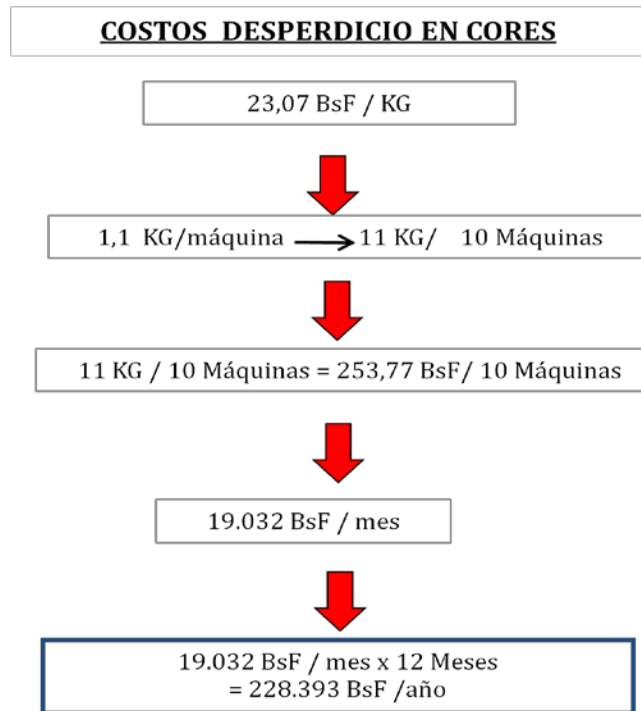 COSTOS DESPERDICIO EN CORES
23,07 BsF / KG
1,1 KG/máquina → 11 KG/ 10 Máquinas
11 KG / 10 Máquinas = 253,77 BsF/ 10 Máquinas
19.032 BsF / mes
19.032 BsF / mes x 12 Meses
= 228.393 BsF /año